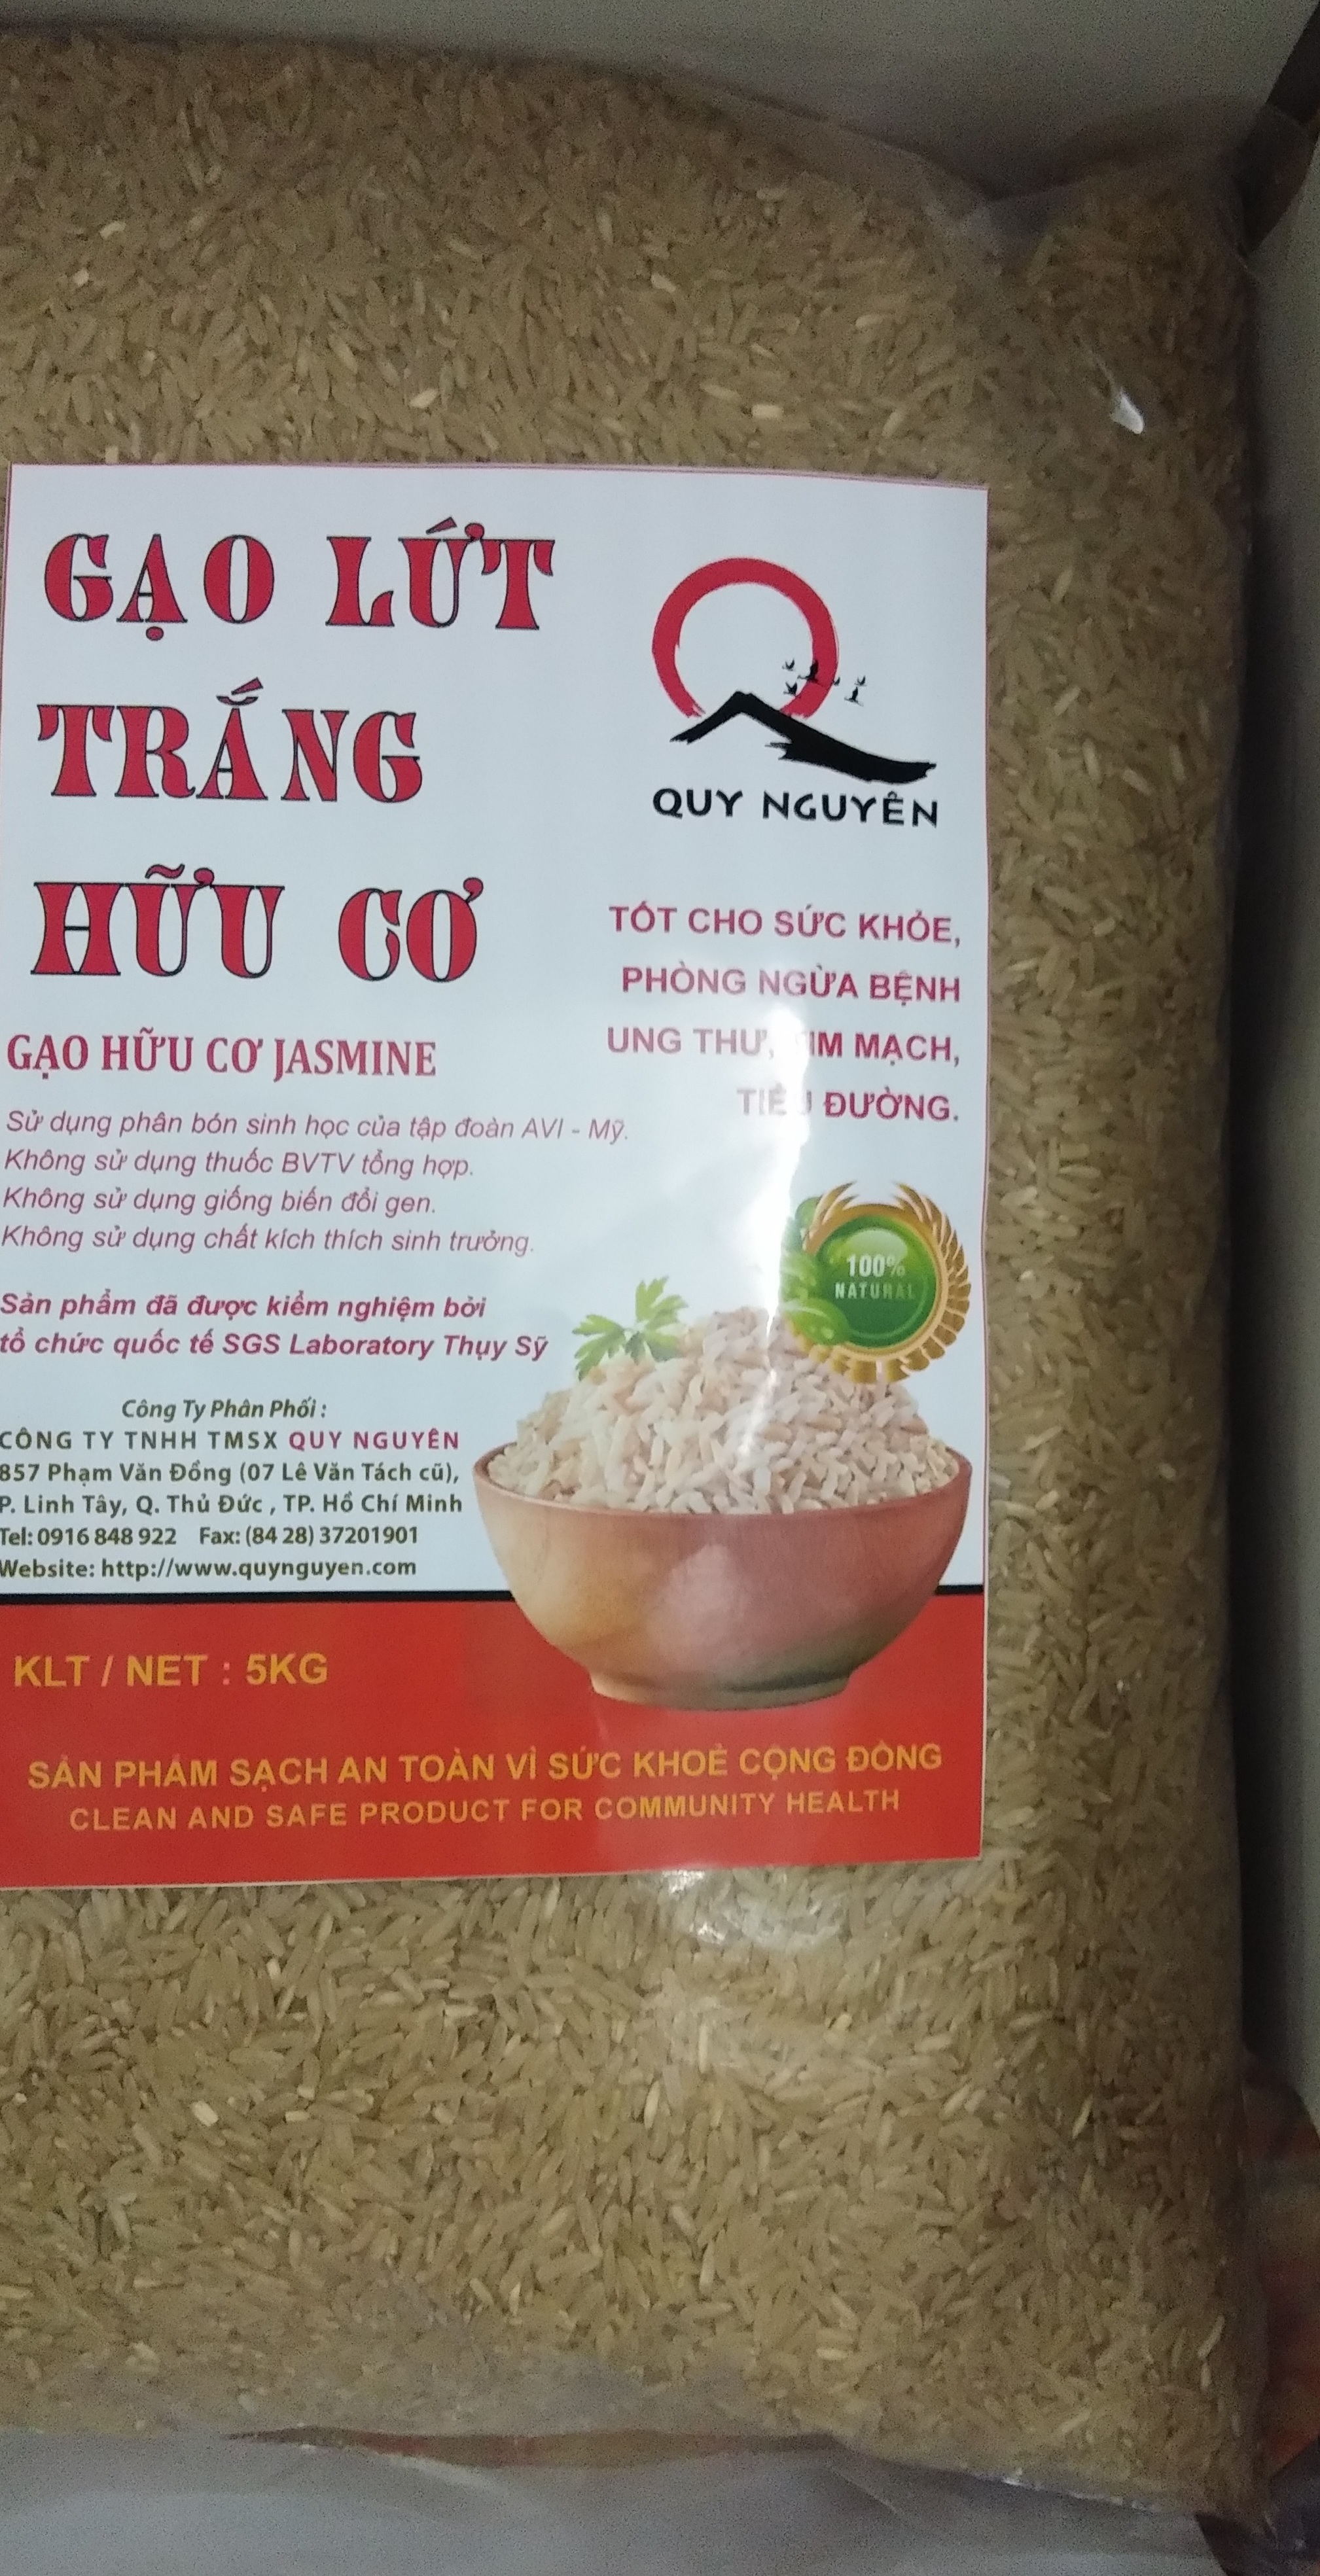 GẠO LỨT
TRẮNG
HỮU CƠ
QUY NGUYÊN
TỐT CHO SỨC KHỎE,
PHÒNG NGỪA BỆNH
UNG THƯ, TIM MẠCH,
TIỂU ĐƯỜNG.
GẠO HỮU CƠ JASMINE
Sử dụng phân bón sinh học của tập đoàn AVI - Mỹ.
Không sử dụng thuốc BVTV tổng hợp.
Không sử dụng giống biến đổi gen.
Không sử dụng chất kích thích sinh trưởng.
100%
NATURAL
Sản phẩm đã được kiểm nghiệm bởi
tổ chức quốc tế SGS Laboratory Thụy Sỹ
Công Ty Phân Phối :
CÔNG TY TNHH TMSX QUY NGUYÊN
857 Phạm Văn Đồng (07 Lê Văn Tách cũ),
P. Linh Tây, Q. Thủ Đức , TP. Hồ Chí Minh
Tel: 0916 848 922 Fax: (84 28) 37201901
Website: http://www.quynguyen.com
KLT / NET : 5KG
SẢN PHẨM SẠCH AN TOÀN VÌ SỨC KHOẺ CỘNG ĐỒNG
CLEAN AND SAFE PRODUCT FOR COMMUNITY HEALTH